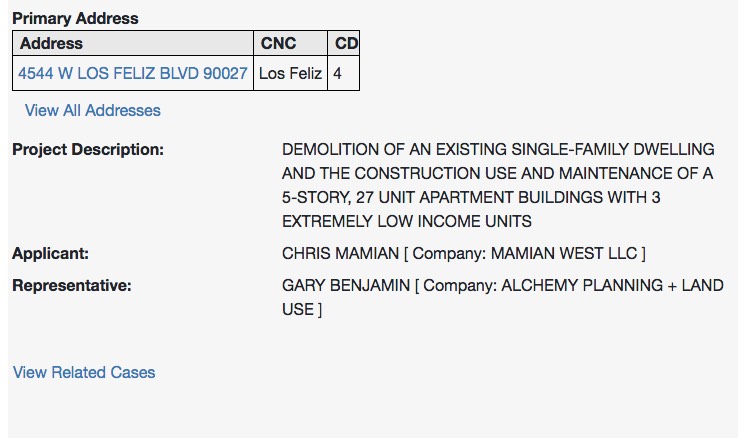 Primary Address
Address CNC CD
4544 W LOS FELIZ BLVD 90027 Los Feliz 4
View All Addresses
Project Description: DEMOLITION OF AN EXISTING SINGLE-FAMILY DWELLING
AND THE CONSTRUCTION USE AND MAINTENANCE OF A
5-STORY, 27 UNIT APARTMENT BUILDINGS WITH 3
EXTREMELY LOW INCOME UNITS
Applicant: CHRIS MAMIAN [ Company: MAMIAN WEST LLC ]
Representative: GARY BENJAMIN [ Company: ALCHEMY PLANNING + LAND
USE ]
View Related Cases